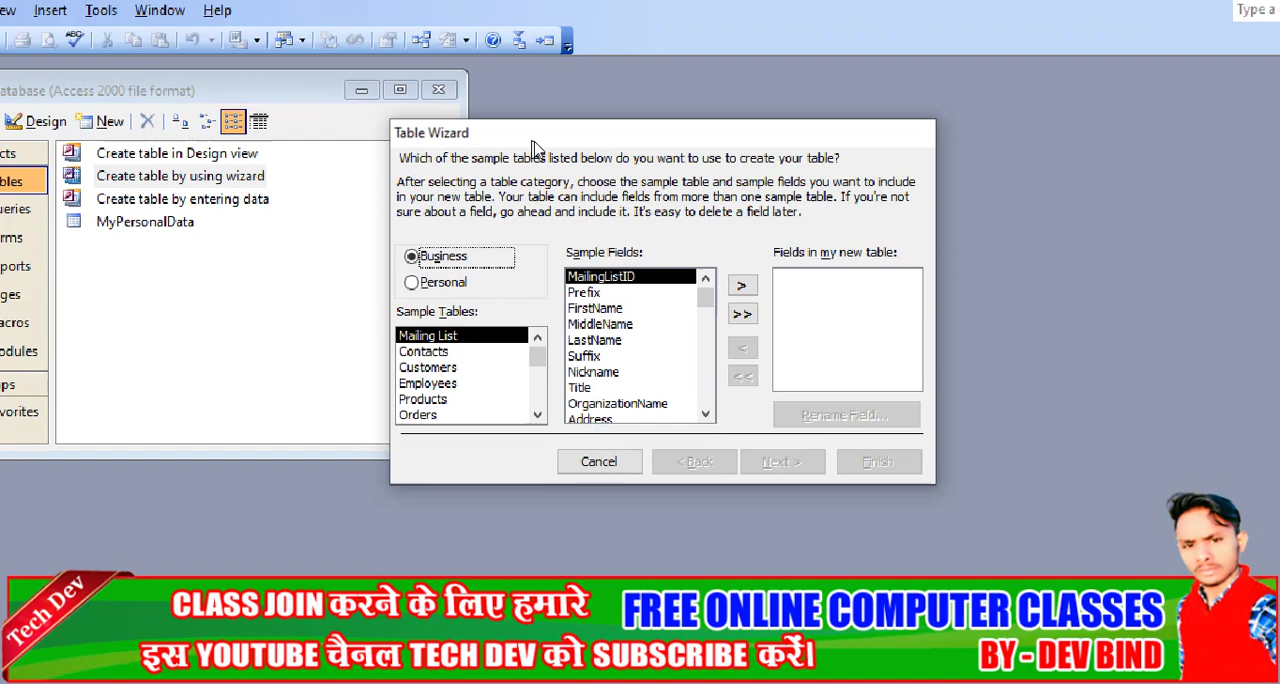 ew Insert Tools Window Help
Type a
ABC
atabase (Access 2000 file format)
Design New
cts
bles
ueries
rms
ports
ges
acros
odules
ups
avorites
Create table in Design view
Create table by using wizard
Create table by entering data
MyPersonalData
Table Wizard
Which of the sample tables listed below do you want to use to create your table?
After selecting a table category, choose the sample table and sample fields you want to include
in your new table. Your table can include fields from more than one sample table. If you're not
sure about a field, go ahead and include it. It's easy to delete a field later.
Business
Personal
Sample Tables:
Mailing List
Contacts
Customers
Employees
Products
Orders
Sample Fields:
MailingListID
Prefix
FirstName
MiddleName
LastName
Suffix
Nickname
Title
OrganizationName
Address
>
>>
<
<<
Fields in my new table:
Rename Field...
Cancel < Back Next > Finish
Tech Dev
CLASS JOIN करने के लिए हमारे
इस YOUTUBE चैनल TECH DEV को SUBSCRIBE करें।
FREE ONLINE COMPUTER CLASSES
BY - DEV BIND